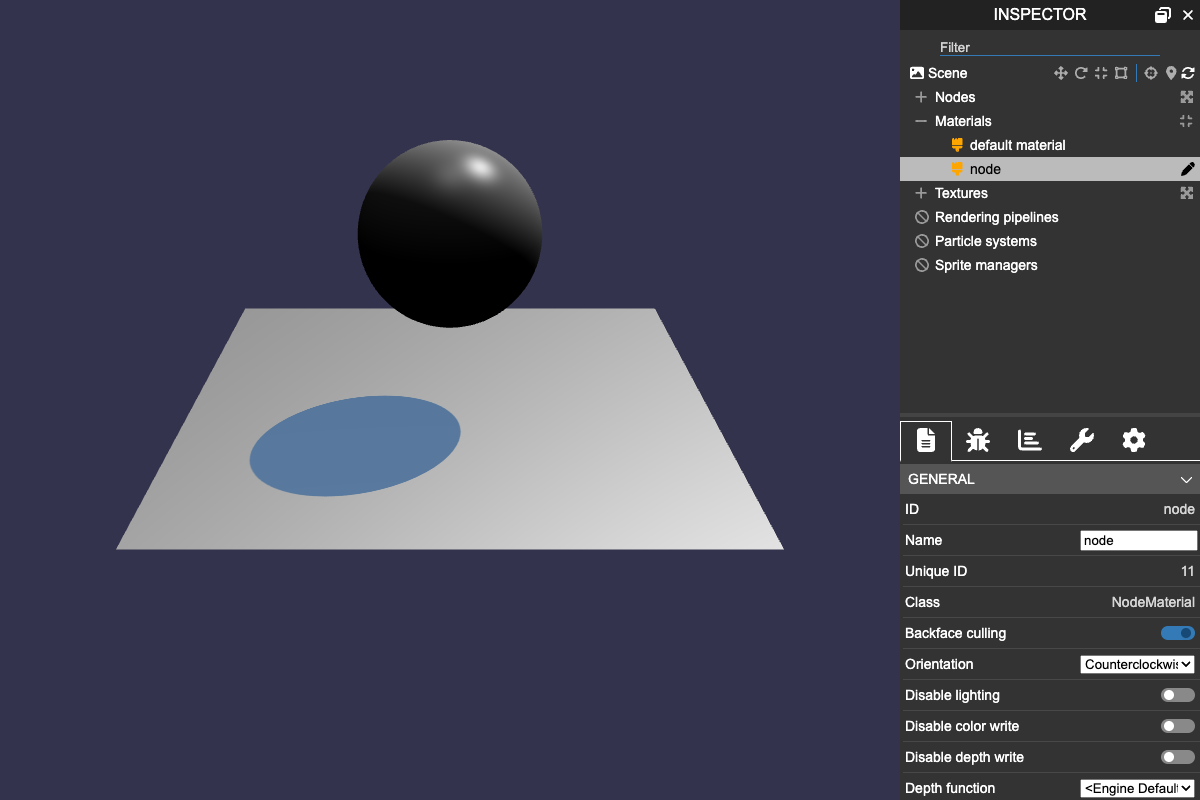 INSPECTOR
Filter
Scene
Nodes
Materials
default material
node
Textures
Rendering pipelines
Particle systems
Sprite managers
GENERAL
ID node
Name node
Unique ID 11
Class NodeMaterial
Backface culling
Orientation Counterclockwis
Disable lighting
Disable color write
Disable depth write
Depth function <Engine Default